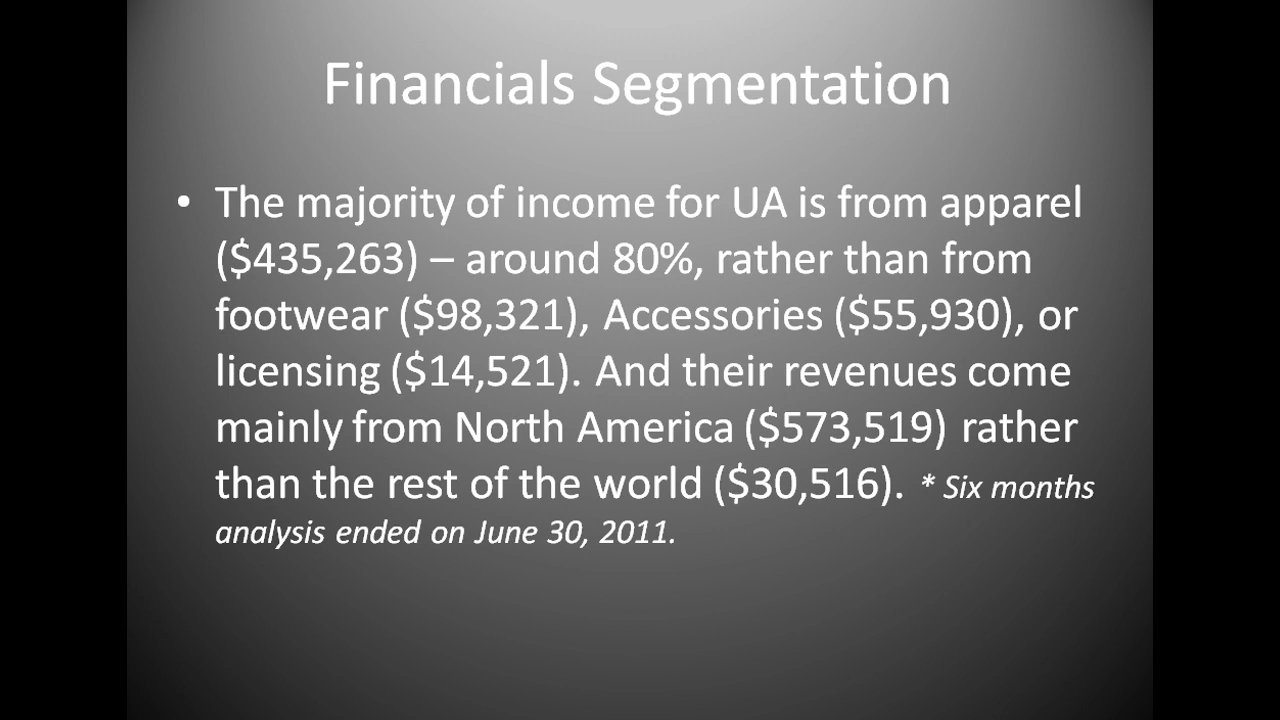 Financials Segmentation
• The majority of income for UA is from apparel
($435,263) – around 80%, rather than from
footwear ($98,321), Accessories ($55,930), or
licensing ($14,521). And their revenues come
mainly from North America ($573,519) rather
than the rest of the world ($30,516). * Six months
analysis ended on June 30, 2011.